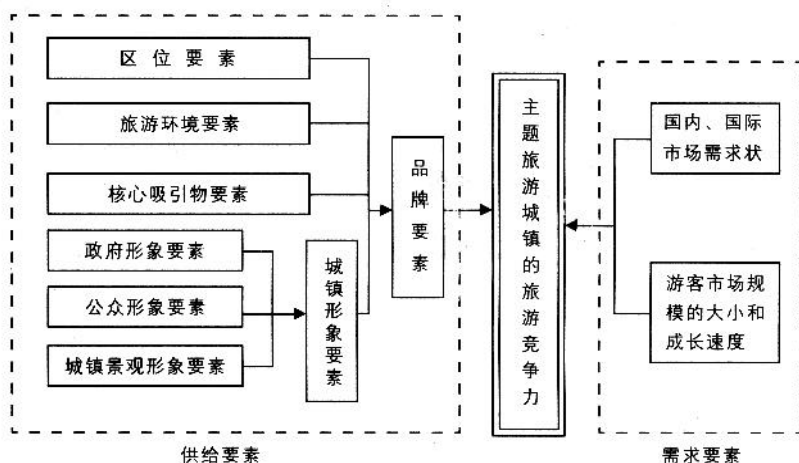 区位要素
旅游环境要素
核心吸引物要素
政府形象要素
公众形象要素
城镇景观形象要素
城镇形象要素
品牌要素
主题旅游城镇的旅游竞争力
国内、国际
市场需求状
游客市场规
模的大小和
成长速度
供给要素
需求要素